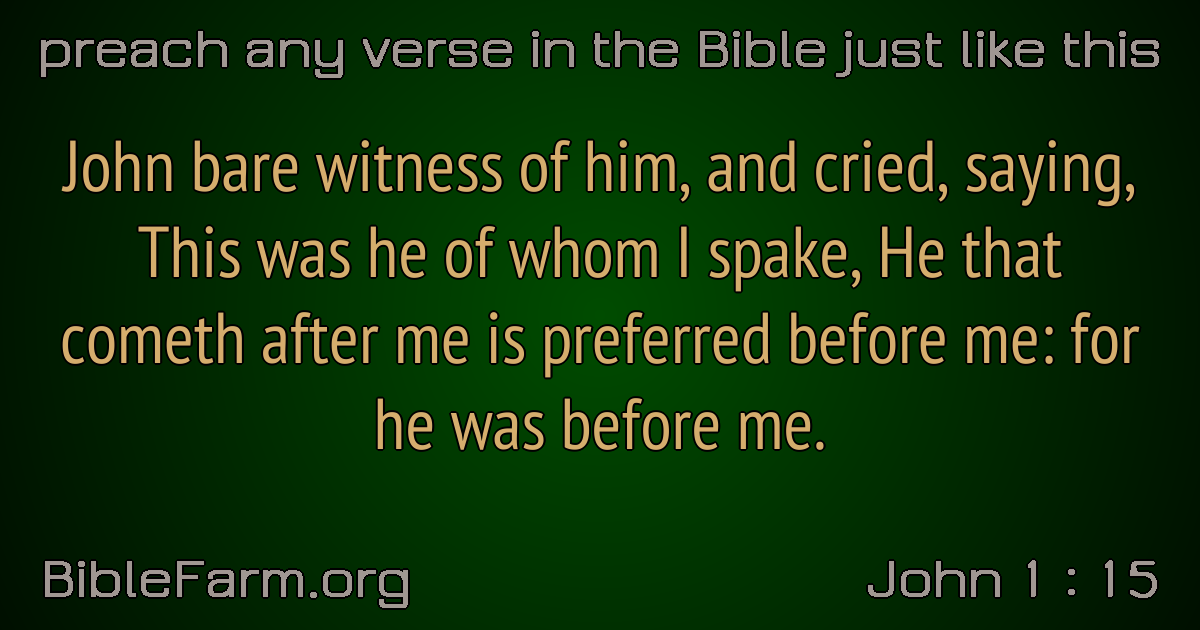 preach any verse in the Bible just like this
John bare witness of him, and cried, saying,
This was he of whom I spake, He that
cometh after me is preferred before me: for
he was before me.
BibleFarm.org
John 1 : 15